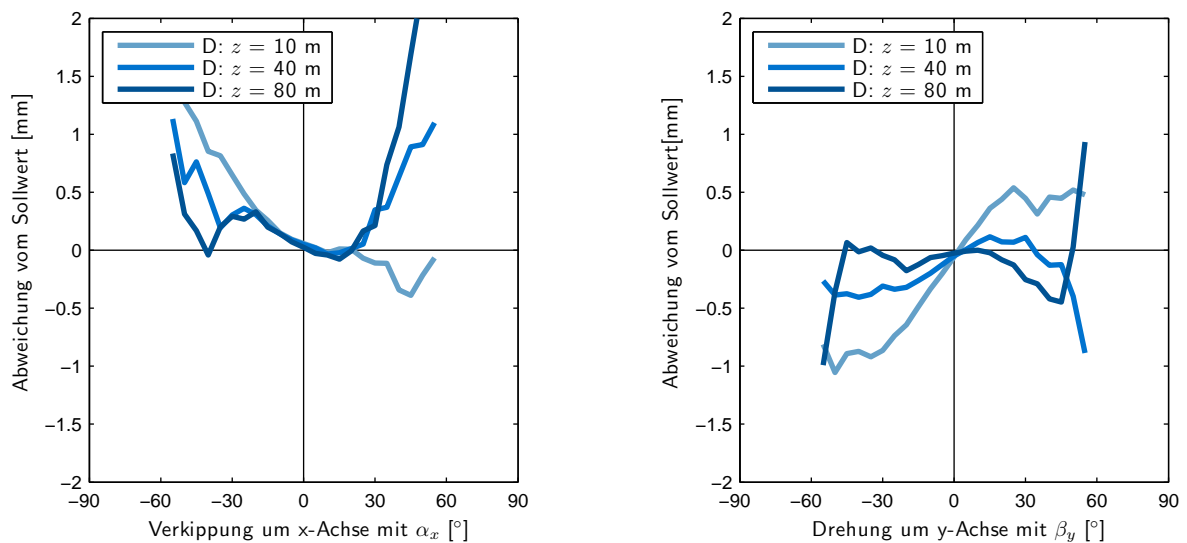 2
1.5
1
0.5
0
−0.5
−1
−1.5
−2
−90 −60 −30 0 30 60 90
Abweichung vom Sollwert [mm]
Verkippung um x-Achse mit αx [°]
D: z = 10 m
D: z = 40 m
D: z = 80 m
2
1.5
1
0.5
0
−0.5
−1
−1.5
−2
−90 −60 −30 0 30 60 90
Abweichung vom Sollwert[mm]
Drehung um y-Achse mit βy [°]
D: z = 10 m
D: z = 40 m
D: z = 80 m